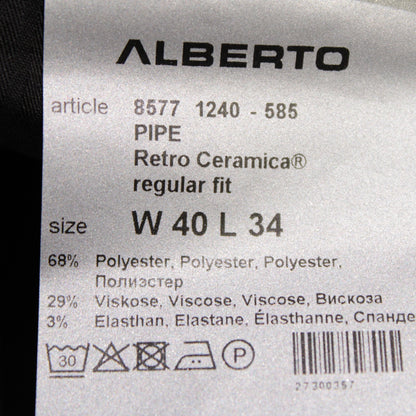 ALBERTO
article 8577 1240 - 585
PIPE
Retro Ceramica®
regular fit
size W 40 L 34
68% Polyester, Polyester, Polyester,
Полиэстер
29% Viskose, Viscose, Viscose, Вискоза
3% Elasthan, Elastane, Élasthanne, Спанде
30 P
27300357